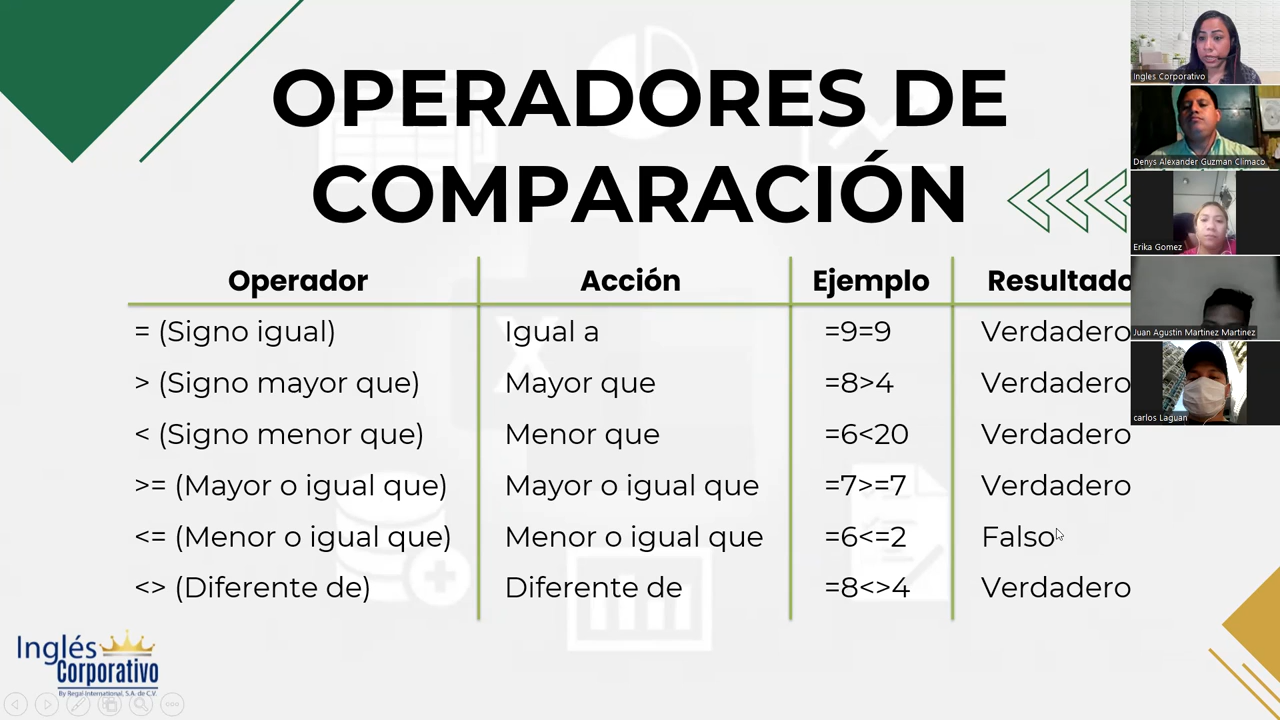 OPERADORES DE
COMPARACIÓN
Operador Acción Ejemplo Resultado
= (Signo igual) Igual a =9=9 Verdadero
> (Signo mayor que) Mayor que =8>4 Verdadero
< (Signo menor que) Menor que =6<20 Verdadero
>= (Mayor o igual que) Mayor o igual que =7>=7 Verdadero
<= (Menor o igual que) Menor o igual que =6<=2 Falso
<> (Diferente de) Diferente de =8<>4 Verdadero
Inglés
Corporativo
By Regal International, S.A. de C.V.
Ingles Corporativo
Denys Alexander Guzman Climaco
Erika Gomez
Juan Agustin Martinez Martinez
carlos Laguan